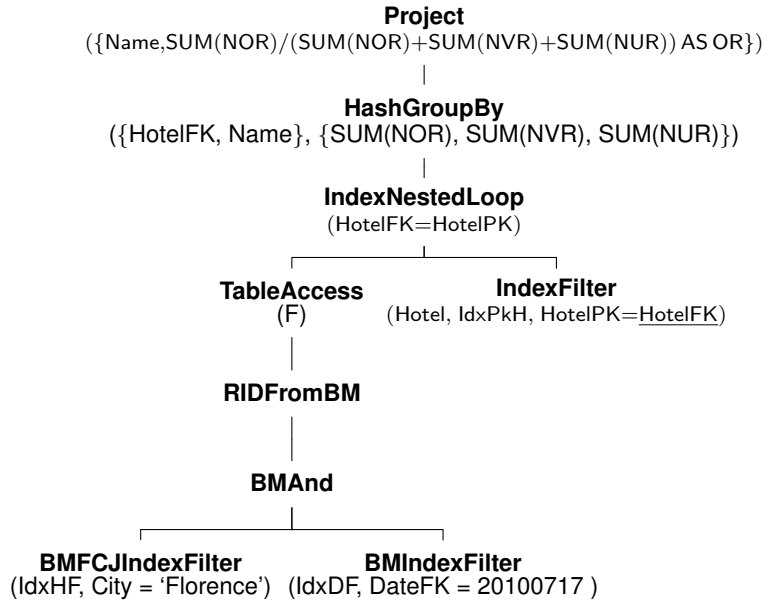 Project
({Name,SUM(NOR)/(SUM(NOR)+SUM(NVR)+SUM(NUR)) AS OR})
HashGroupBy
({HotelFK, Name}, {SUM(NOR), SUM(NVR), SUM(NUR)})
IndexNestedLoop
(HotelFK=HotelPK)
TableAccess
(F)
IndexFilter
(Hotel, IdxPkH, HotelPK=HotelFK)
RIDFromBM
BMAnd
BMFCJIndexFilter
(IdxHF, City = ‘Florence’)
BMIndexFilter
(IdxDF, DateFK = 20100717 )